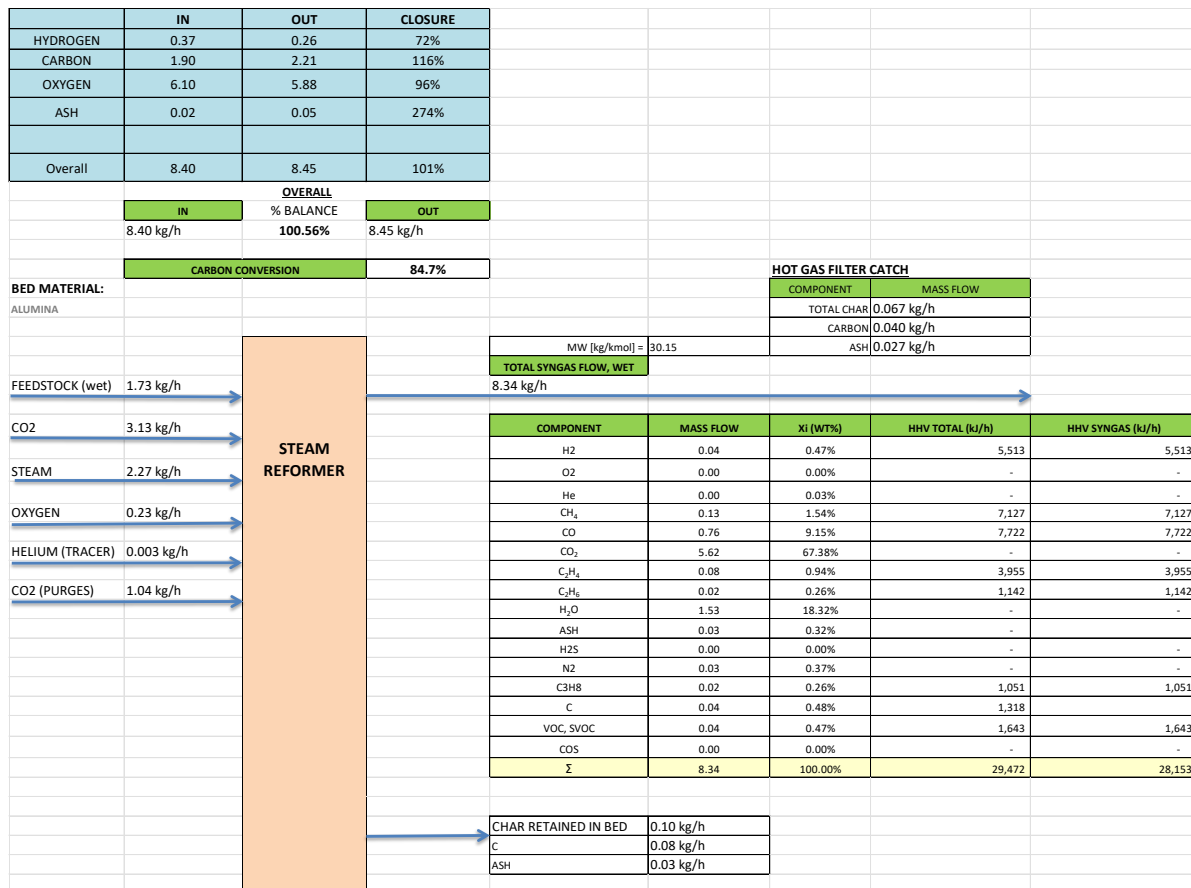 IN OUT CLOSURE
HYDROGEN 0.37 0.26 72%
CARBON 1.90 2.21 116%
OXYGEN 6.10 5.88 96%
ASH 0.02 0.05 274%
Overall 8.40 8.45 101%
OVERALL
IN % BALANCE OUT
8.40 kg/h 100.56% 8.45 kg/h
CARBON CONVERSION 84.7% HOT GAS FILTER CATCH
BED MATERIAL: COMPONENT MASS FLOW
ALUMINA TOTAL CHAR 0.067 kg/h
CARBON 0.040 kg/h
MW [kg/kmol] = 30.15 ASH 0.027 kg/h
TOTAL SYNGAS FLOW, WET
FEEDSTOCK (wet) 1.73 kg/h 8.34 kg/h
CO2 3.13 kg/h
STEAM 2.27 kg/h
OXYGEN 0.23 kg/h
HELIUM (TRACER) 0.003 kg/h
CO2 (PURGES) 1.04 kg/h
STEAM
REFORMER
COMPONENT MASS FLOW Xi (WT%) HHV TOTAL (kJ/h) HHV SYNGAS (kJ/h)
H2 0.04 0.47% 5,513 5,513
O2 0.00 0.00% - -
He 0.00 0.03% - -
CH₄ 0.13 1.54% 7,127 7,127
CO 0.76 9.15% 7,722 7,722
CO₂ 5.62 67.38% - -
C₂H₄ 0.08 0.94% 3,955 3,955
C₂H₆ 0.02 0.26% 1,142 1,142
H₂O 1.53 18.32% - -
ASH 0.03 0.32% -
H2S 0.00 0.00% - -
N2 0.03 0.37% - -
C3H8 0.02 0.26% 1,051 1,051
C 0.04 0.48% 1,318
VOC, SVOC 0.04 0.47% 1,643 1,643
COS 0.00 0.00% - -
Σ 8.34 100.00% 29,472 28,153
CHAR RETAINED IN BED 0.10 kg/h
C 0.08 kg/h
ASH 0.03 kg/h